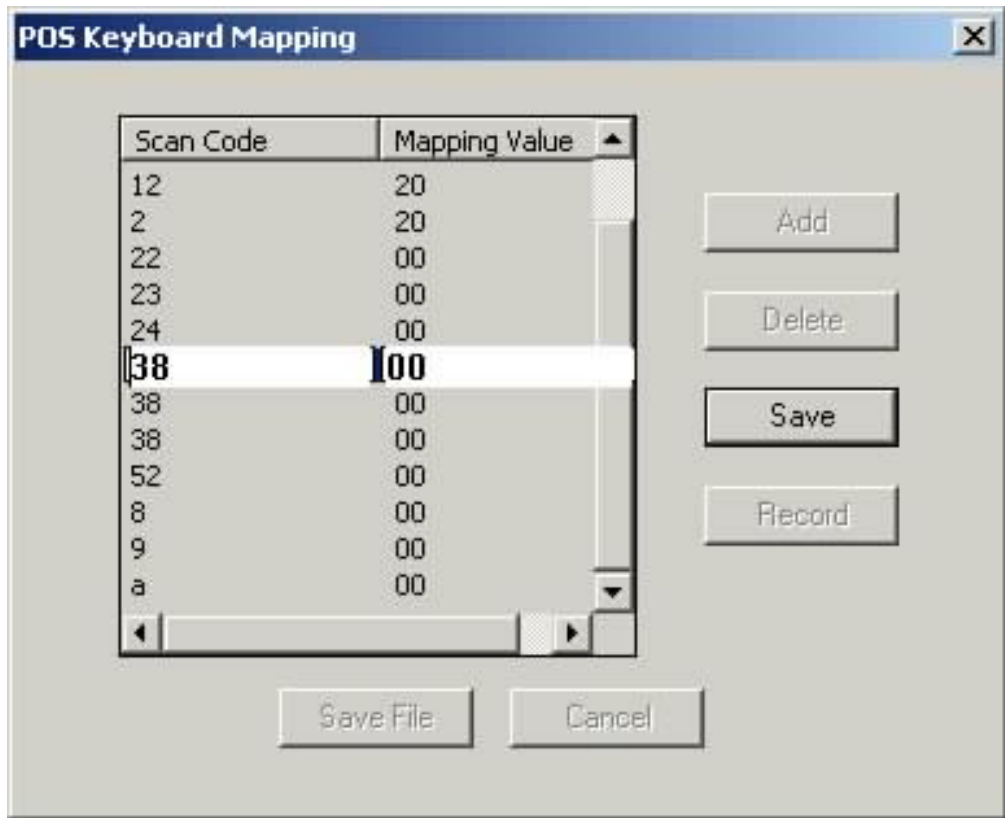 POS Keyboard Mapping
Scan Code Mapping Value
12 20
2 20
22 00
23 00
24 00
38 00
38 00
38 00
52 00
8 00
9 00
a 00
Add
Delete
Save
Record
Save File Cancel